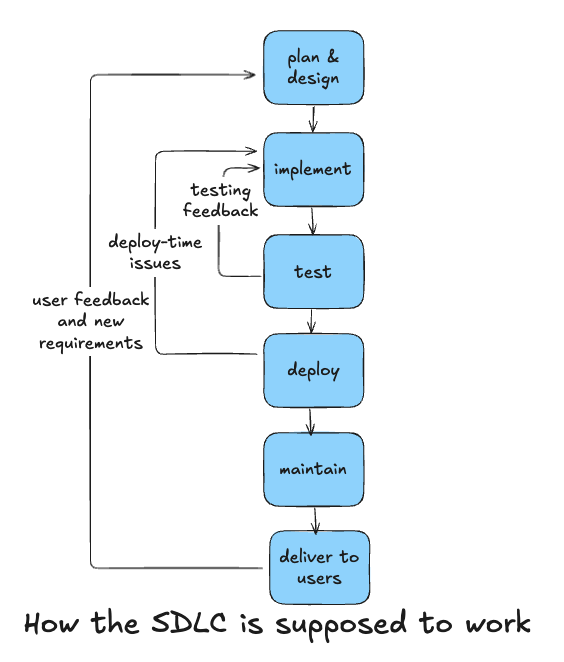 plan &
design
implement
testing
feedback
test
deploy-time
issues
user feedback
and new
requirements
deploy
maintain
deliver to
users
How the SDLC is supposed to work